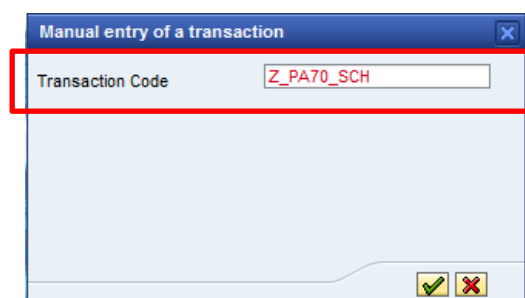 Manual entry of a transaction
Transaction Code Z_PA70_SCH